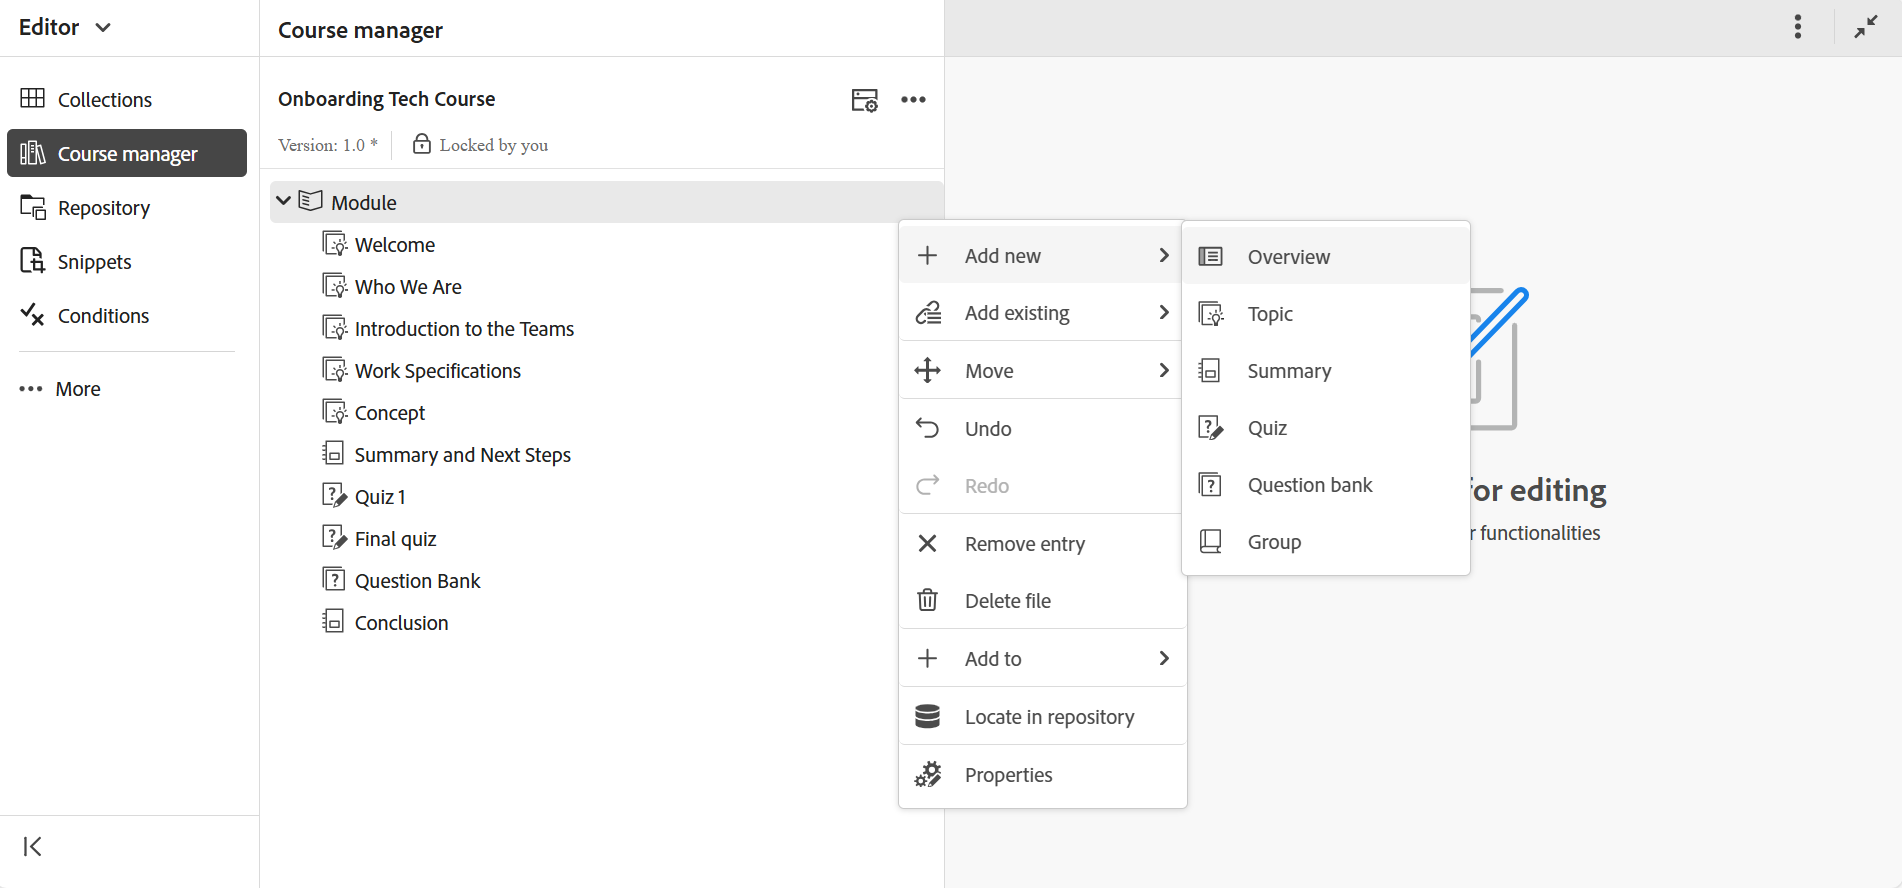 Editor
Collections
Course manager
Repository
Snippets
Conditions
More
Course manager
Onboarding Tech Course
Version: 1.0 *
Locked by you
Module
Welcome
Who We Are
Introduction to the Teams
Work Specifications
Concept
Summary and Next Steps
Quiz 1
Final quiz
Question Bank
Conclusion
Add new
Add existing
Move
Undo
Redo
Remove entry
Delete file
Add to
Locate in repository
Properties
Overview
Topic
Summary
Quiz
Question bank
Group
for editing
functionalities